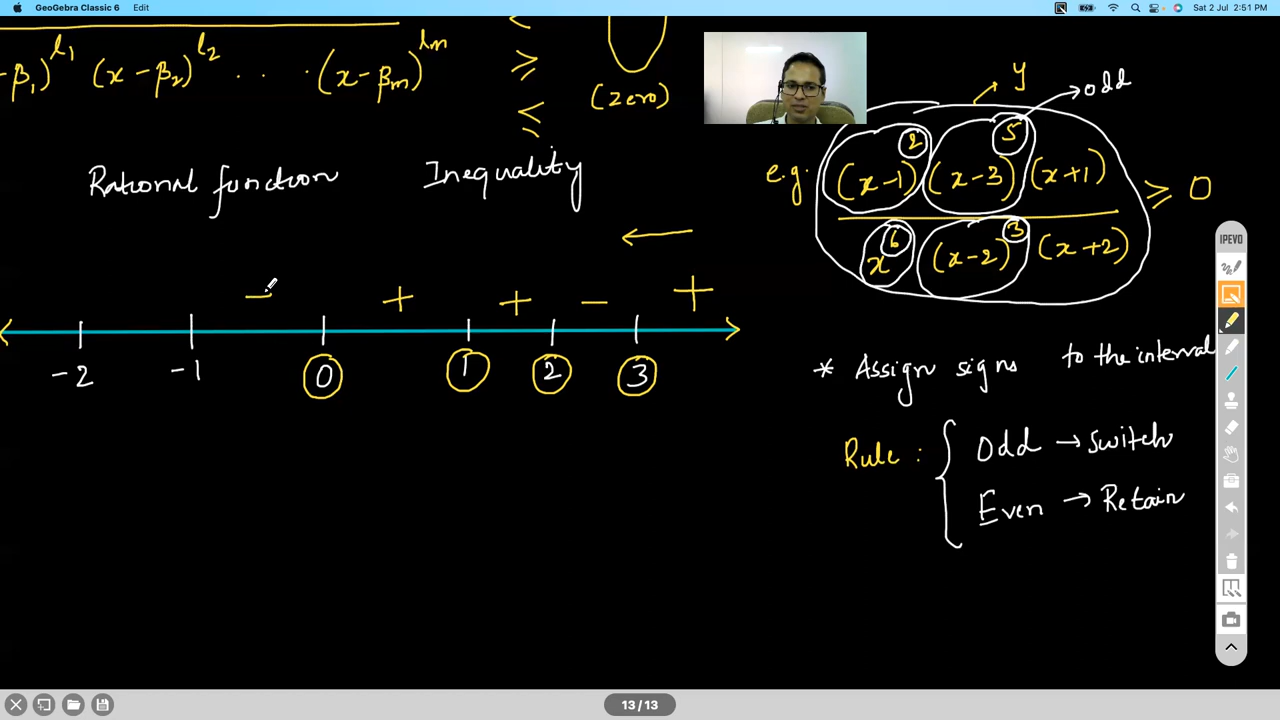 GeoGebra Classic 6 Edit
Sat 2 Jul 2:51 PM
-β₁)^l₁ (x-β₂)^l₂ . . . (x-βₘ)^lm
<
≥
≤
(Zero)
Rational function Inequality
y
odd
e.g. (x-1)² (x-3)⁵ (x+1)
x⁶ (x-2)³ (x+2)
≥ 0
- + + - +
-2 -1 0 1 2 3
* Assign signs to the interval
Rule : { Odd → Switch
Even → Retain
IPEVO
13/13